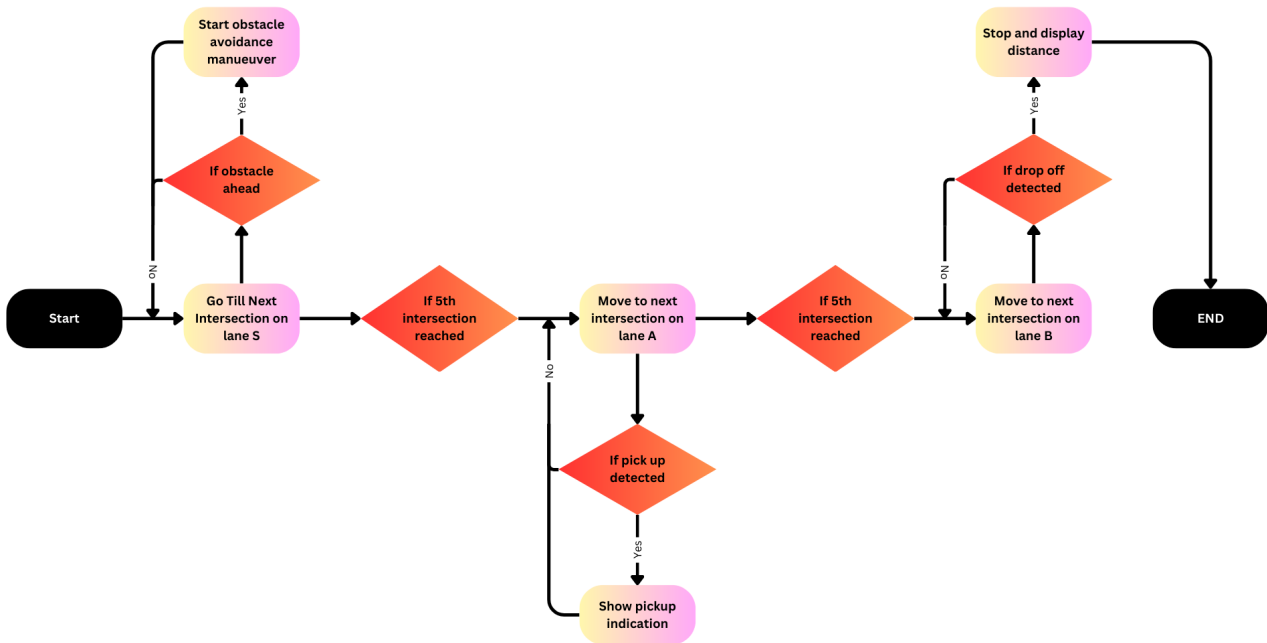 Start obstacle
avoidance
manueuver
Stop and display
distance
Yes
Yes
If obstacle
ahead
If drop off
detected
No
No
Start
Go Till Next
Intersection on
lane S
If 5th
intersection
reached
Move to next
intersection on
lane A
If 5th
intersection
reached
Move to next
intersection on
lane B
END
No
If pick up
detected
Yes
Show pickup
indication